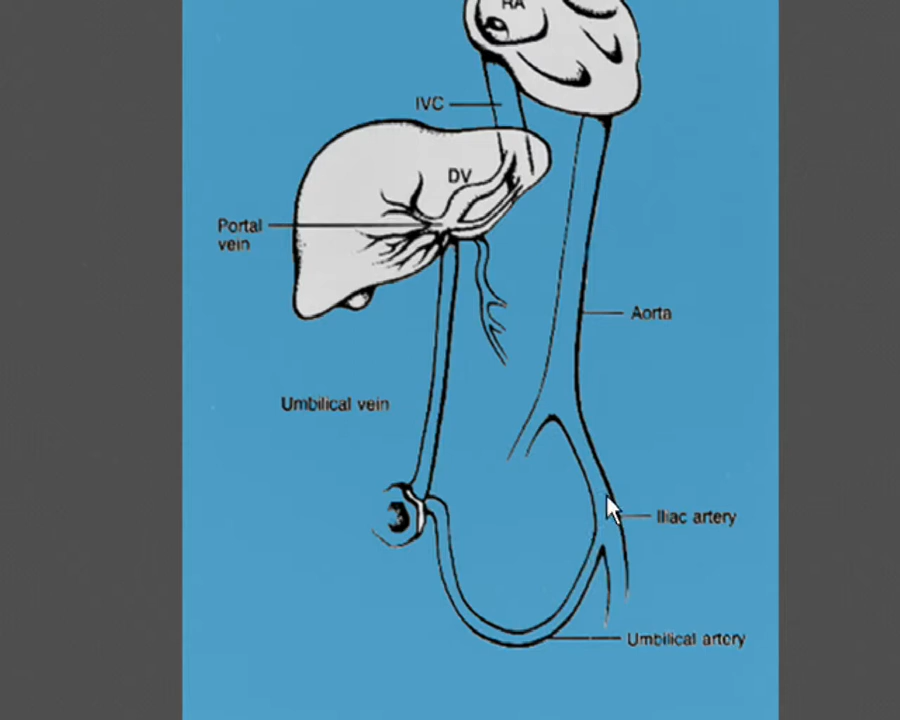 RA
IVC
DV
Portal
vein
Aorta
Umbilical vein
Iliac artery
Umbilical artery